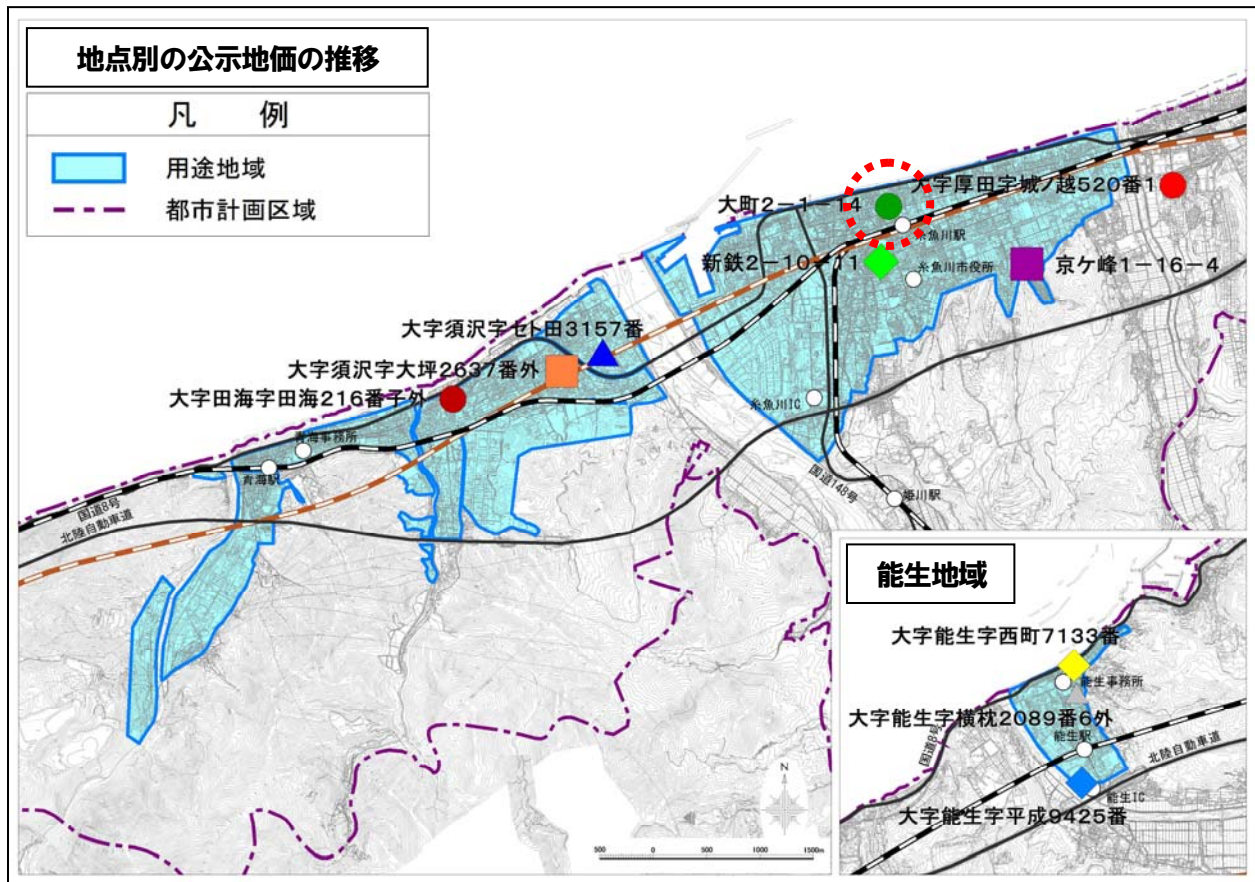 地点別の公示地価の推移
凡　例
用途地域
都市計画区域
大字厚田字城ノ越520番1
大町2－1－14
糸魚川駅
新鉄2－10－11
糸魚川市役所
京ケ峰1－16－4
大字須沢字セト田3157番
大字須沢字大坪2637番外
大字田海字田海216番子外
糸魚川IC
青海事務所
青海駅
国道148号
姫川駅
国道8号
北陸自動車道
能生地域
大字能生字西町7133番
能生事務所
大字能生字横枕2089番6外
能生駅
国道8号
北陸自動車道
能生IC
大字能生字平成9425番
N
500 0 500 1000 1500m